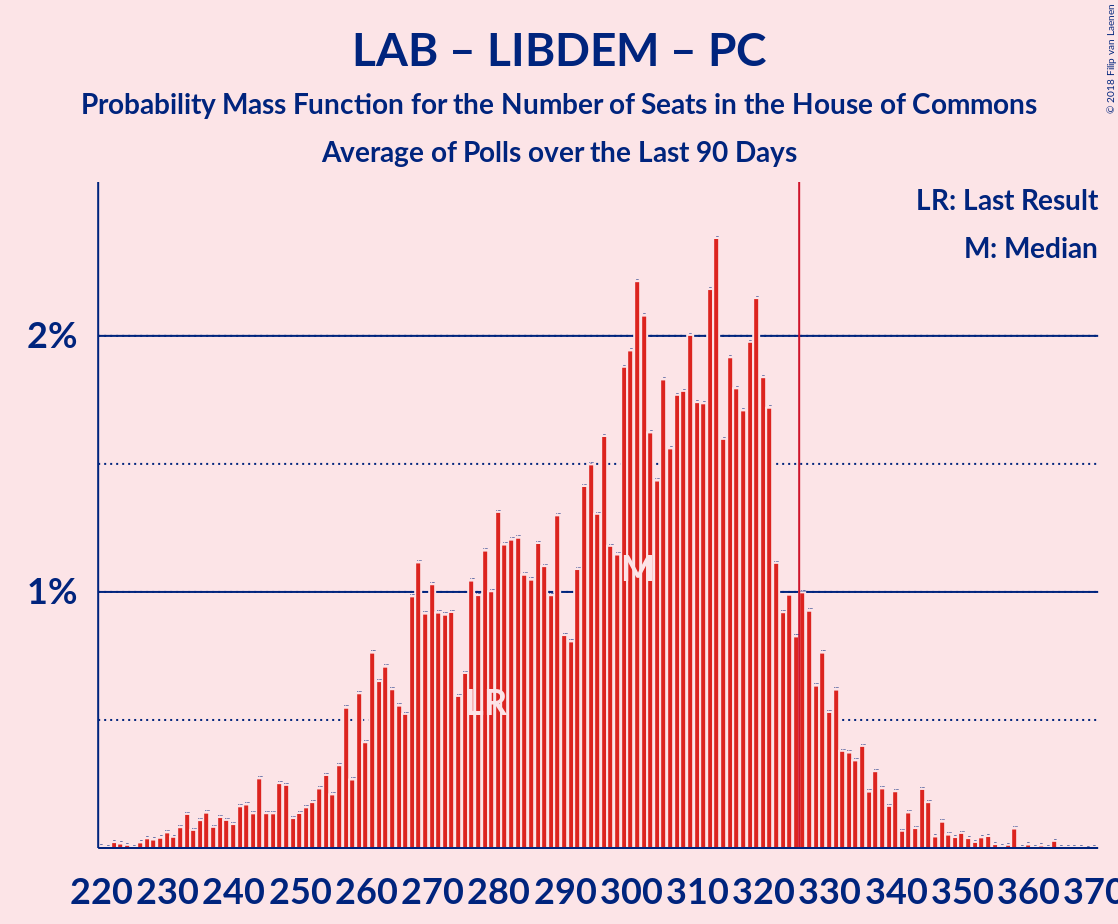 LAB – LIBDEM – PC
Probability Mass Function for the Number of Seats in the House of Commons
Average of Polls over the Last 90 Days
© 2018 Filip van Laenen
LR: Last Result
M: Median
2%
1%
M
LR
220 230 240 250 260 270 280 290 300 310 320 330 340 350 360 370